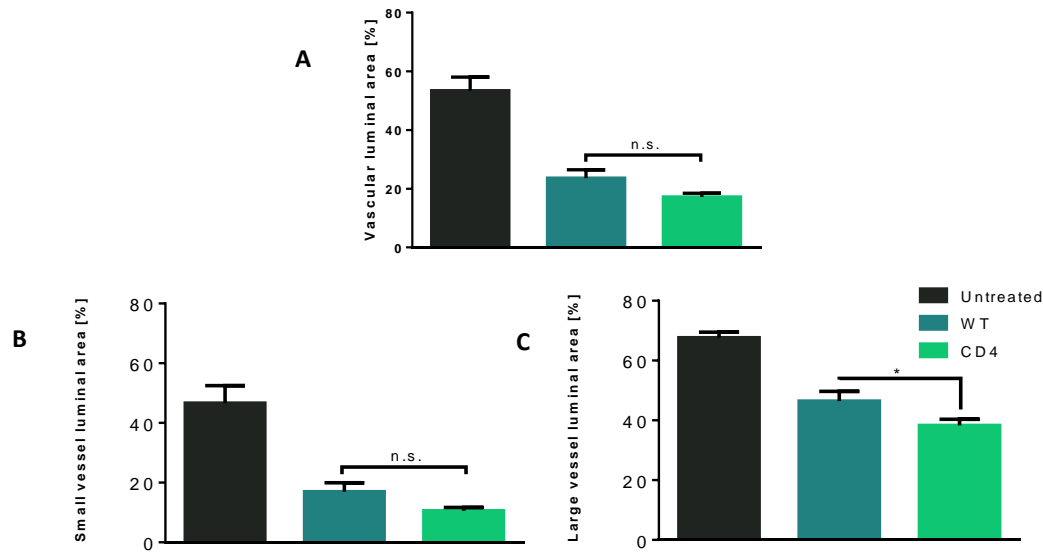 A
Vascular luminal area [%]
80
60
40
20
0
n.s.
B
Small vessel luminal area [%]
80
60
40
20
0
n.s.
C
Large vessel luminal area [%]
80
60
40
20
0
*
Untreated
WT
CD4